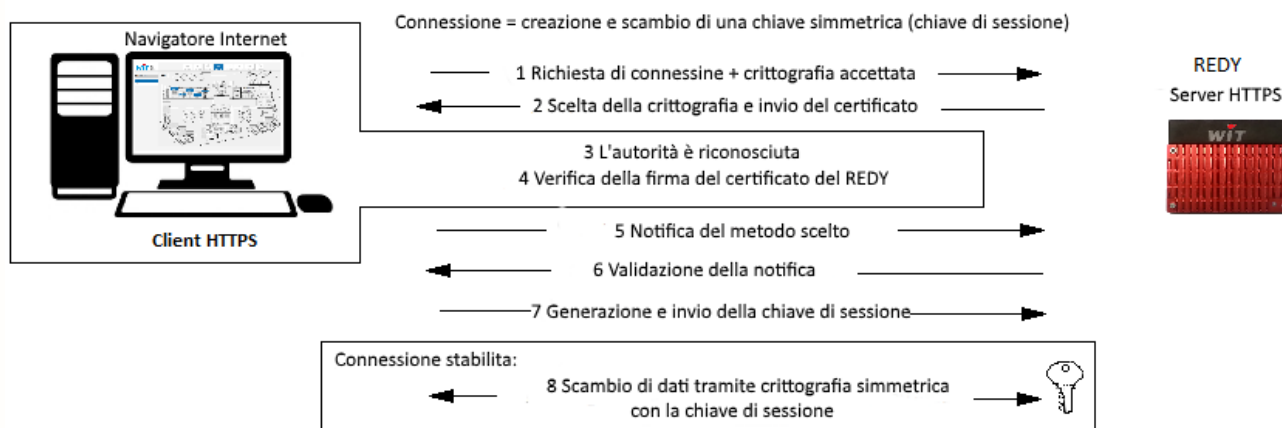 Connessione = creazione e scambio di una chiave simmetrica (chiave di sessione)
Navigatore Internet
1 Richiesta di connessine + crittografia accettata
REDY
2 Scelta della crittografia e invio del certificato
Server HTTPS
WIT
3 L'autorità è riconosciuta
4 Verifica della firma del certificato del REDY
Client HTTPS
5 Notifica del metodo scelto
6 Validazione della notifica
7 Generazione e invio della chiave di sessione
Connessione stabilita:
8 Scambio di dati tramite crittografia simmetrica
con la chiave di sessione